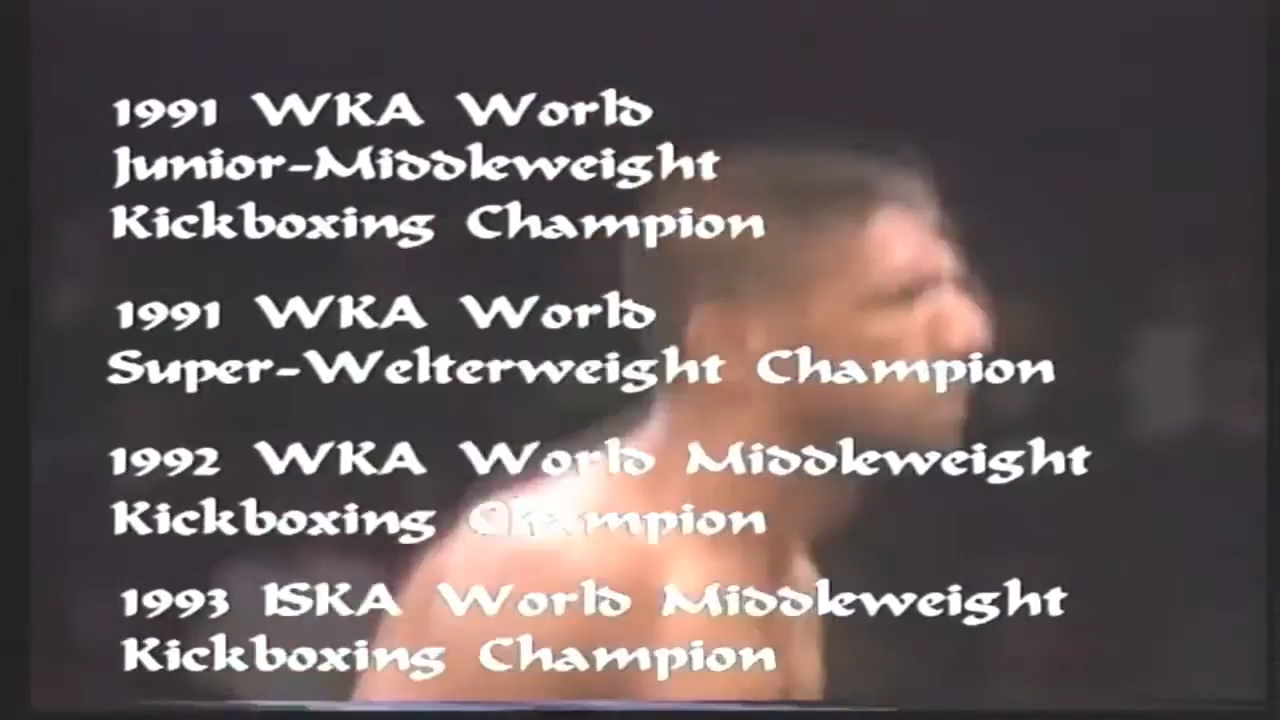 1991 WKA World
Junior-Middleweight
Kickboxing Champion
1991 WKA World
Super-Welterweight Champion
1992 WKA World Middleweight
Kickboxing Champion
1993 ISKA World Middleweight
Kickboxing Champion